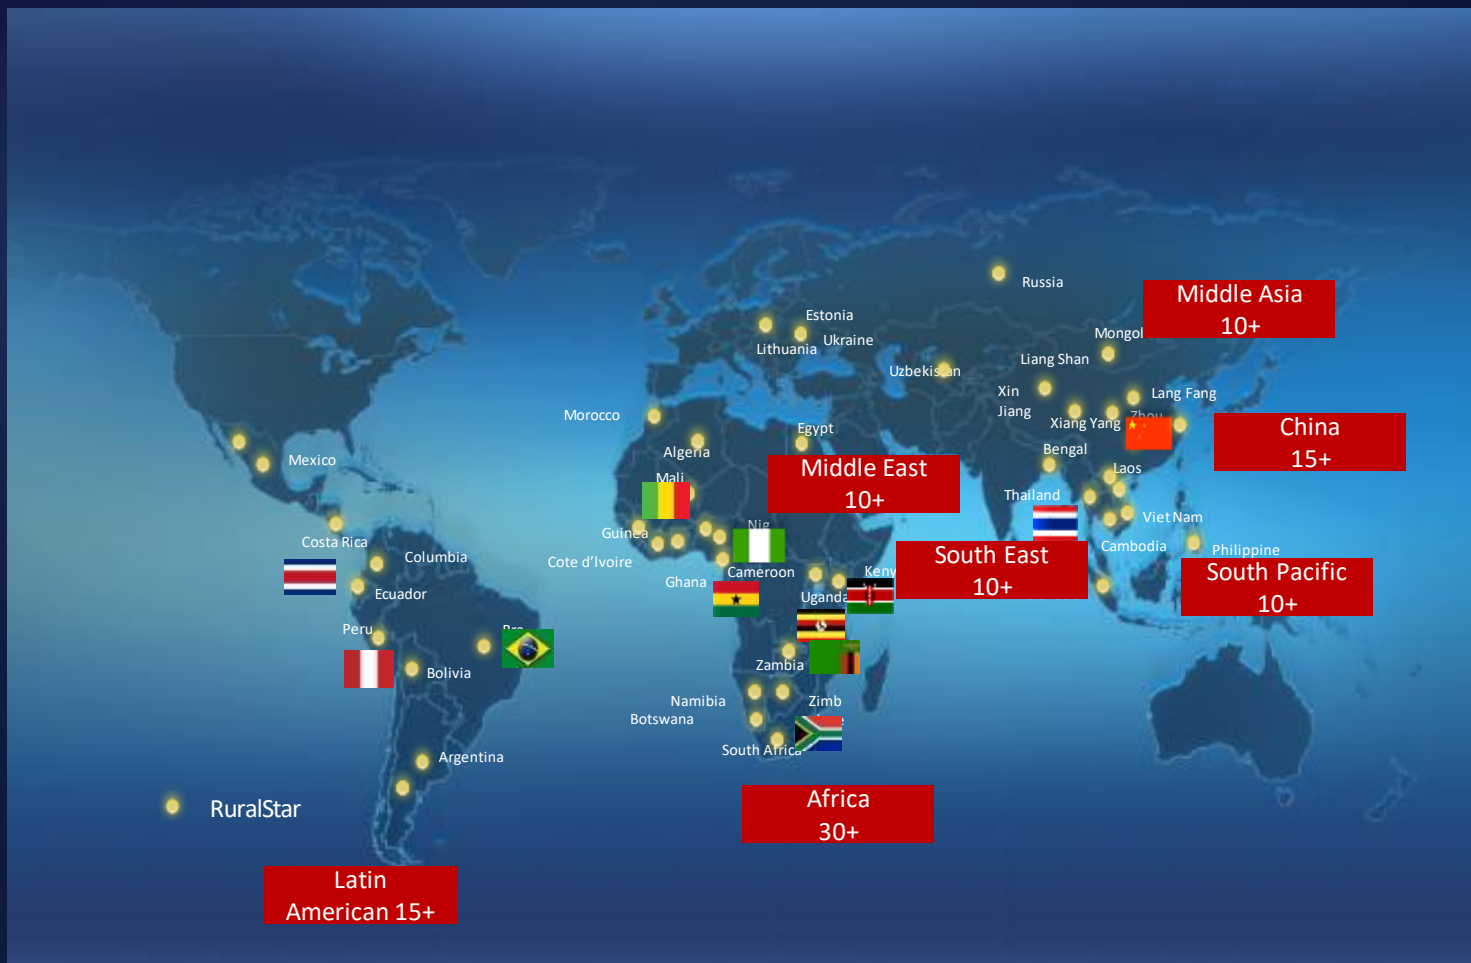 Russia
Middle Asia
10+
Estonia
Ukraine
Lithuania
Mongol
Liang Shan
Uzbekistan
Xin
Jiang
Lang Fang
Zhou
Xiang Yang
Morocco
Egypt
China
15+
Algeria
Bengal
Mexico
Middle East
10+
Laos
Mali
Thailand
Nig
Viet Nam
Guinea
Costa Rica
Cambodia
Philippine
Columbia
Cote d’Ivoire
South East
10+
Ghana
Cameroon
Keny
South Pacific
10+
Ecuador
Uganda
Peru
Bolivia
Zambia
Namibia
Zimb
Botswana
South Africa
Argentina
RuralStar
Africa
30+
Latin
American 15+